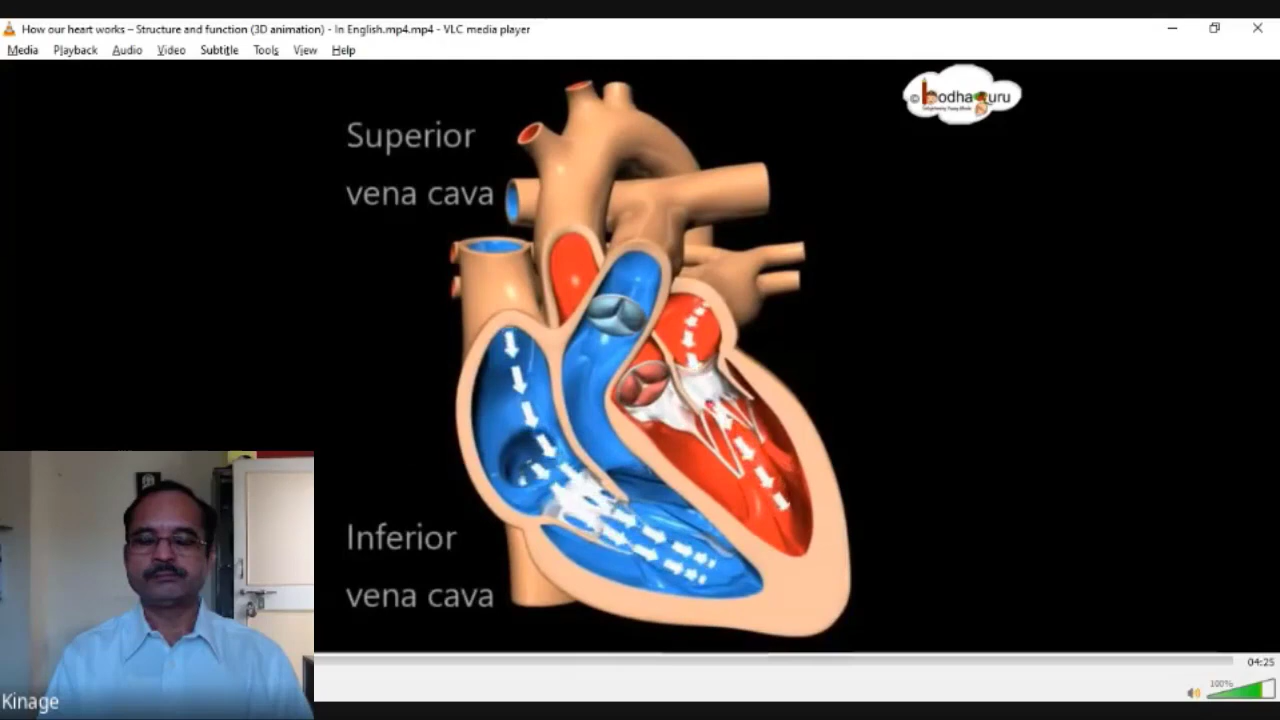 How our heart works – Structure and function (3D animation) - In English.mp4.mp4 - VLC media player
Media Playback Audio Video Subtitle Tools View Help
© bodhaguru
Superior
vena cava
Inferior
vena cava
Kinage
04:25
100%